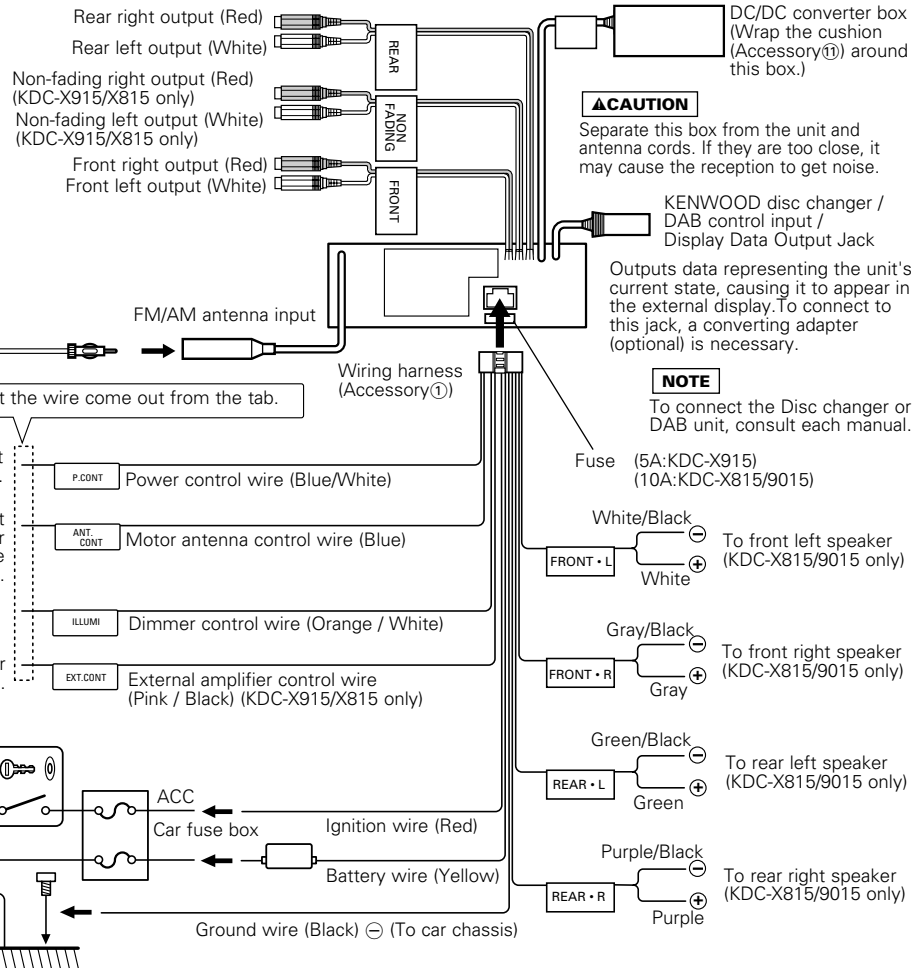 Rear right output (Red)
Rear left output (White)
REAR
Non-fading right output (Red)
(KDC-X915/X815 only)
Non-fading left output (White)
(KDC-X915/X815 only)
NON
FADING
Front right output (Red)
Front left output (White)
FRONT
DC/DC converter box
(Wrap the cushion
(Accessory⑪) around
this box.)
CAUTION
Separate this box from the unit and
antenna cords. If they are too close, it
may cause the reception to get noise.
KENWOOD disc changer /
DAB control input /
Display Data Output Jack
Outputs data representing the unit's
current state, causing it to appear in
the external display.To connect to
this jack, a converting adapter
(optional) is necessary.
NOTE
To connect the Disc changer or
DAB unit, consult each manual.
FM/AM antenna input
Wiring harness
(Accessory①)
Fuse (5A:KDC-X915)
(10A:KDC-X815/9015)
the wire come out from the tab.
P.CONT
Power control wire (Blue/White)
ANT.
CONT
Motor antenna control wire (Blue)
ILLUMI
Dimmer control wire (Orange / White)
EXT.CONT
External amplifier control wire
(Pink / Black) (KDC-X915/X815 only)
ACC
Car fuse box
Ignition wire (Red)
Battery wire (Yellow)
Ground wire (Black) ⊖ (To car chassis)
White/Black
⊖
FRONT • L
⊕
White
To front left speaker
(KDC-X815/9015 only)
Gray/Black
⊖
FRONT • R
⊕
Gray
To front right speaker
(KDC-X815/9015 only)
Green/Black
⊖
REAR • L
⊕
Green
To rear left speaker
(KDC-X815/9015 only)
Purple/Black
⊖
REAR • R
⊕
Purple
To rear right speaker
(KDC-X815/9015 only)